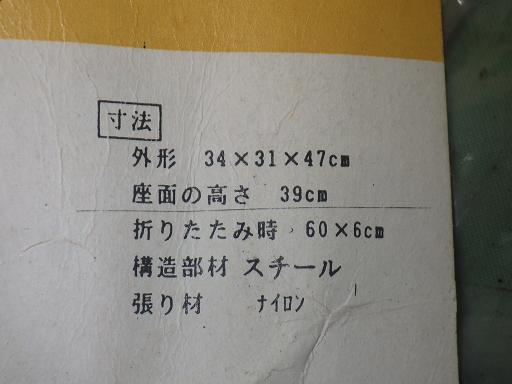 寸法
外形 34×31×47cm
座面の高さ 39cm
折りたたみ時 60×6cm
構造部材 スチール
張り材 ナイロン